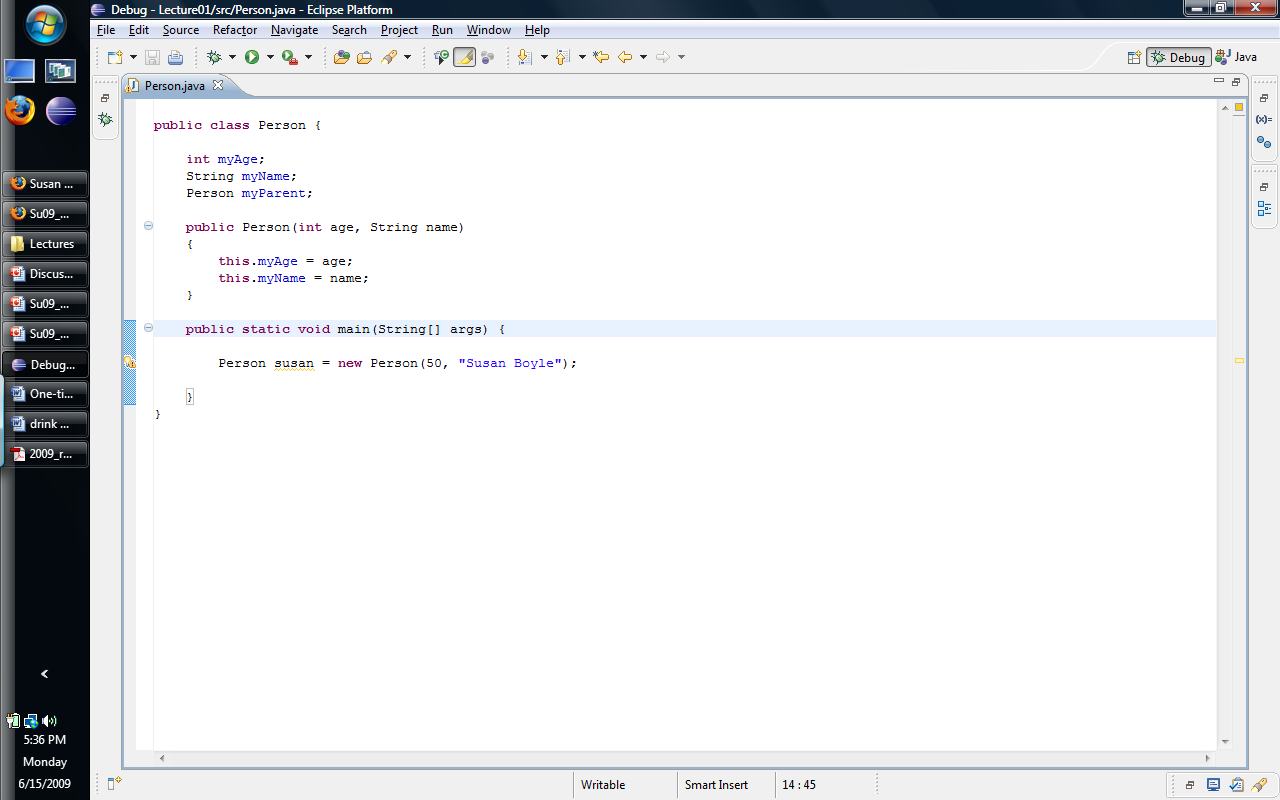 Debug - Lecture01/src/Person.java - Eclipse Platform
File Edit Source Refactor Navigate Search Project Run Window Help
Debug Java
Person.java
public class Person {
int myAge;
String myName;
Person myParent;
public Person(int age, String name)
{
this.myAge = age;
this.myName = name;
}
public static void main(String[] args) {
Person susan = new Person(50, "Susan Boyle");
}
}
Susan ...
Su09_...
Lectures
Discus...
Su09_...
Su09_...
Debug...
One-ti...
drink ...
2009_r...
<
5:36 PM
Monday
6/15/2009
Writable Smart Insert 14 : 45
(x)=